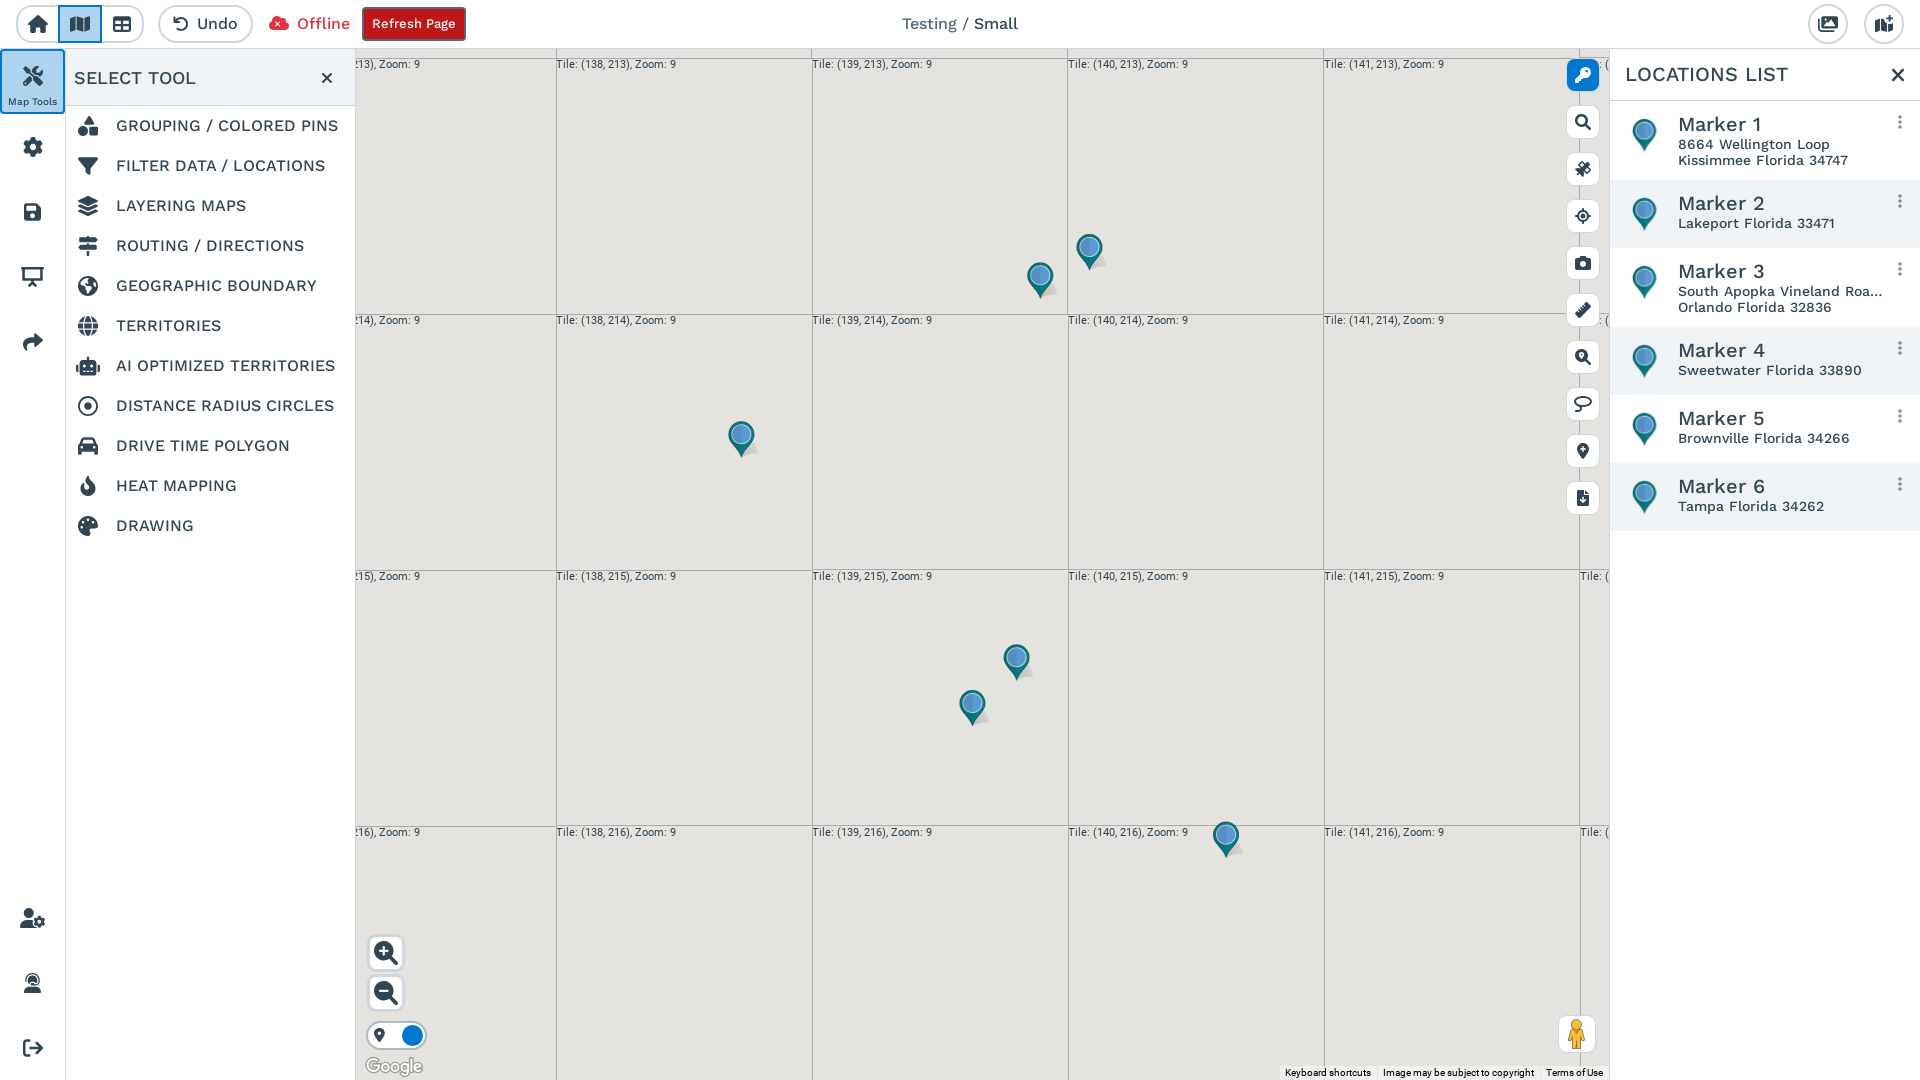 Undo
Offline
Refresh Page
Testing / Small
Map Tools
SELECT TOOL
GROUPING / COLORED PINS
FILTER DATA / LOCATIONS
LAYERING MAPS
ROUTING / DIRECTIONS
GEOGRAPHIC BOUNDARY
TERRITORIES
AI OPTIMIZED TERRITORIES
DISTANCE RADIUS CIRCLES
DRIVE TIME POLYGON
HEAT MAPPING
DRAWING
213), Zoom: 9
Tile: (138, 213), Zoom: 9
Tile: (139, 213), Zoom: 9
Tile: (140, 213), Zoom: 9
Tile: (141, 213), Zoom: 9
214), Zoom: 9
Tile: (138, 214), Zoom: 9
Tile: (139, 214), Zoom: 9
Tile: (140, 214), Zoom: 9
Tile: (141, 214), Zoom: 9
215), Zoom: 9
Tile: (138, 215), Zoom: 9
Tile: (139, 215), Zoom: 9
Tile: (140, 215), Zoom: 9
Tile: (141, 215), Zoom: 9
Tile: (
216), Zoom: 9
Tile: (138, 216), Zoom: 9
Tile: (139, 216), Zoom: 9
Tile: (140, 216), Zoom: 9
Tile: (141, 216), Zoom: 9
Tile: (
Google
Keyboard shortcuts
Image may be subject to copyright
Terms of Use
LOCATIONS LIST
Marker 1
8664 Wellington Loop
Kissimmee Florida 34747
Marker 2
Lakeport Florida 33471
Marker 3
South Apopka Vineland Roa...
Orlando Florida 32836
Marker 4
Sweetwater Florida 33890
Marker 5
Brownville Florida 34266
Marker 6
Tampa Florida 34262